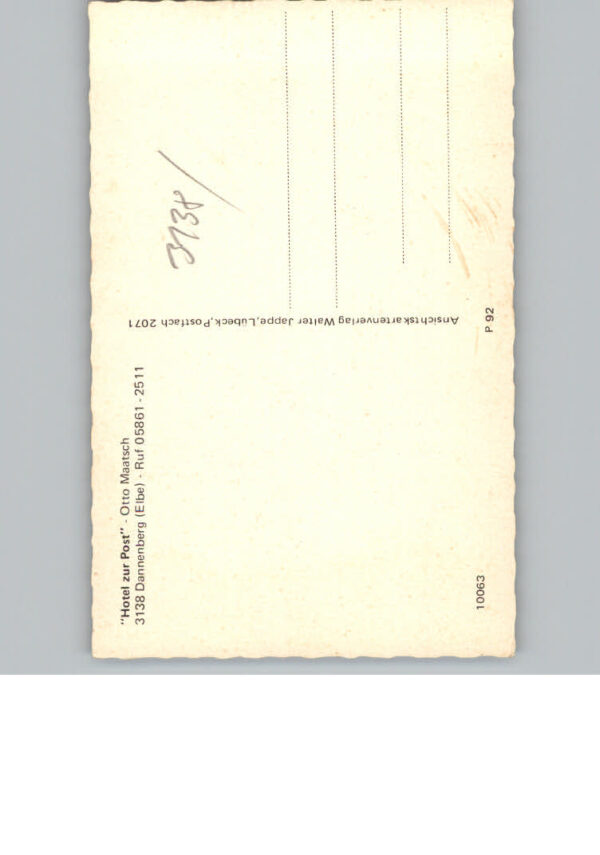 "Hotel zur Post" - Otto Maatsch
3138 Dannenberg (Elbe) - Ruf 05861 - 2511
Ansichtskartenverlag Walter Jappe, Lübeck, Postfach 2071
3138/
10063
P 92